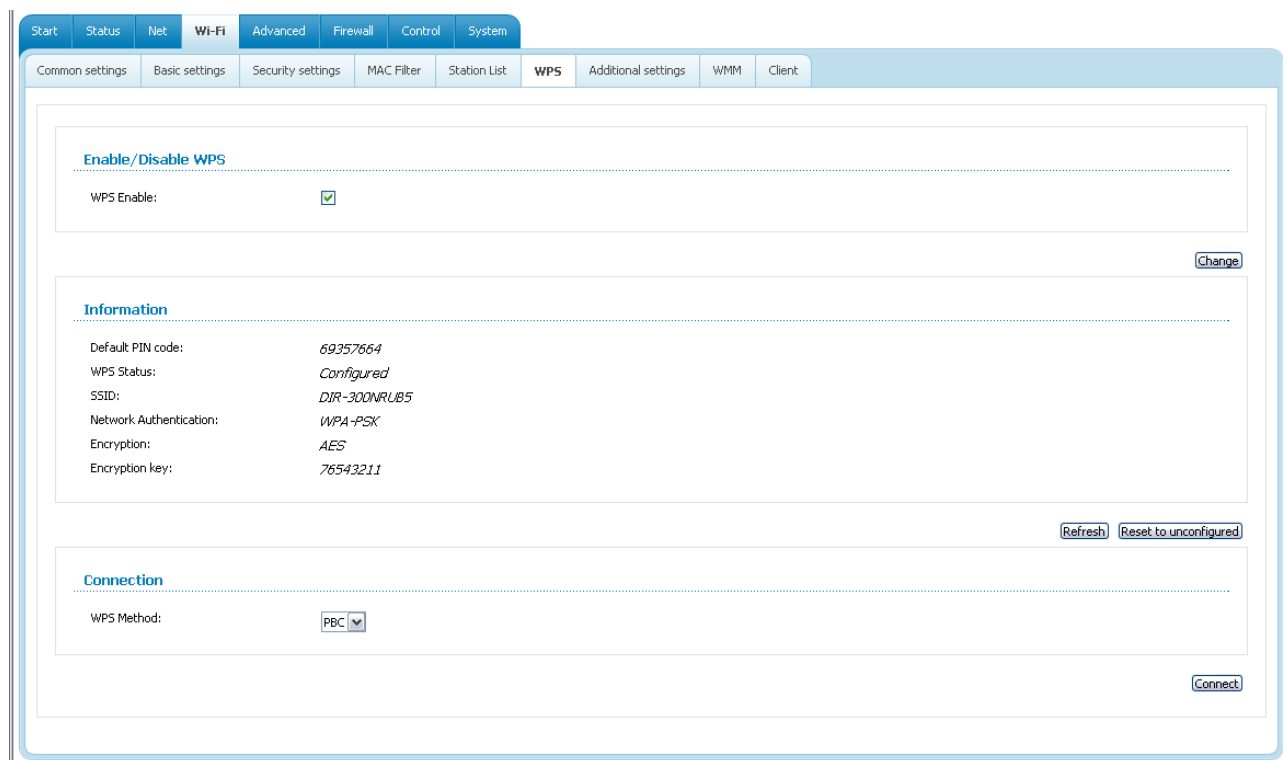 Start Status Net Wi-Fi Advanced Firewall Control System
Common settings Basic settings Security settings MAC Filter Station List WPS Additional settings WMM Client
Enable/Disable WPS
WPS Enable:
Change
Information
Default PIN code: 69357664
WPS Status: Configured
SSID: DIR-300NRUB5
Network Authentication: WPA-PSK
Encryption: AES
Encryption key: 76543211
Refresh Reset to unconfigured
Connection
WPS Method: PBC
Connect